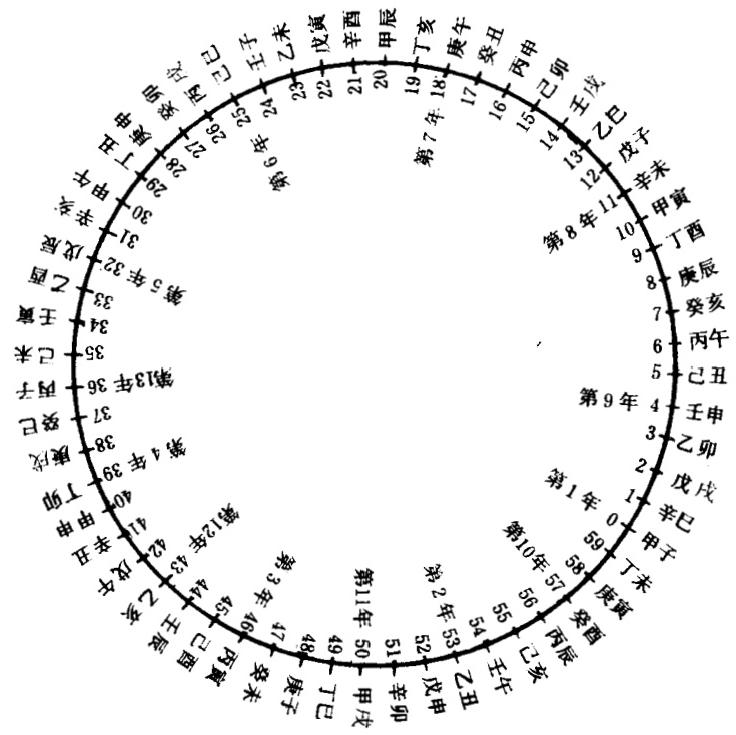 甲子 0 第1年
辛巳 1
戊戌 2
乙卯 3
壬申 4 第9年
己丑 5
丙午 6
癸亥 7
庚辰 8
丁酉 9
甲寅 10
辛未 11 第8年
戊子 12
乙巳 13
壬戌 14
己卯 15
丙申 16
癸丑 17
庚午 18 第7年
丁亥 19
甲辰 20
辛酉 21
戊寅 22
乙未 23
壬子 24 第6年
己巳 25
丙戌 26
癸卯 27
庚申 28
丁丑 29
甲午 30
辛亥 31
戊辰 32 第5年
乙酉 33
壬寅 34
己未 35
丙子 36 第13年
癸巳 37
庚戌 38
丁卯 39 第4年
甲申 40
辛丑 41
戊午 42
乙亥 43 第12年
壬辰 44
己酉 45
丙寅 46 第3年
癸未 47
庚子 48
丁巳 49
甲戌 50 第11年
辛卯 51
戊申 52
乙丑 53 第2年
壬午 54
己亥 55
丙辰 56
癸酉 57 第10年
庚寅 58
丁未 59